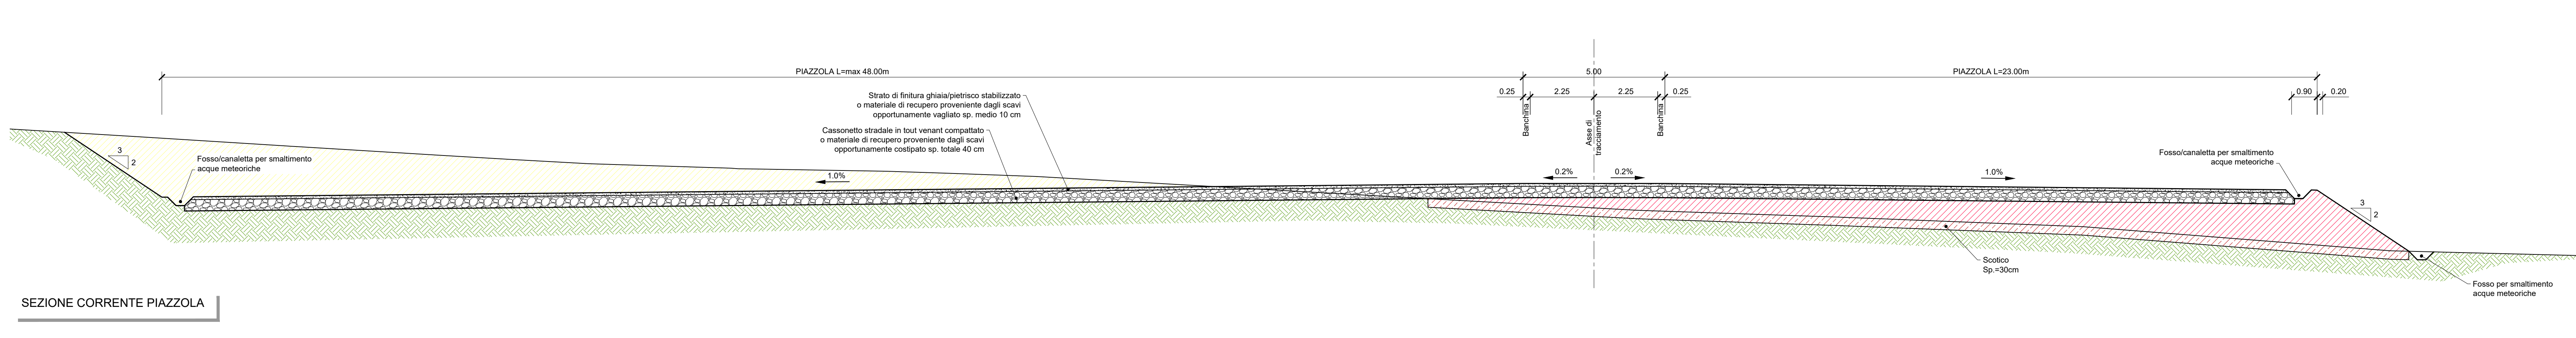 PIAZZOLA L=max 48.00m
5.00
PIAZZOLA L=23.00m
0.25
2.25
2.25
0.25
0.90
0.20
Banchina
Asse di
tracciamento
Banchina
Strato di finitura ghiaia/pietrisco stabilizzato
o materiale di recupero proveniente dagli scavi
opportunamente vagliato sp. medio 10 cm
Cassonetto stradale in tout venant compattato
o materiale di recupero proveniente dagli scavi
opportunamente costipato sp. totale 40 cm
3
2
Fosso/canaletta per smaltimento
acque meteoriche
1.0%
0.2%
0.2%
1.0%
Fosso/canaletta per smaltimento
acque meteoriche
3
2
Scotico
Sp.=30cm
Fosso per smaltimento
acque meteoriche
SEZIONE CORRENTE PIAZZOLA